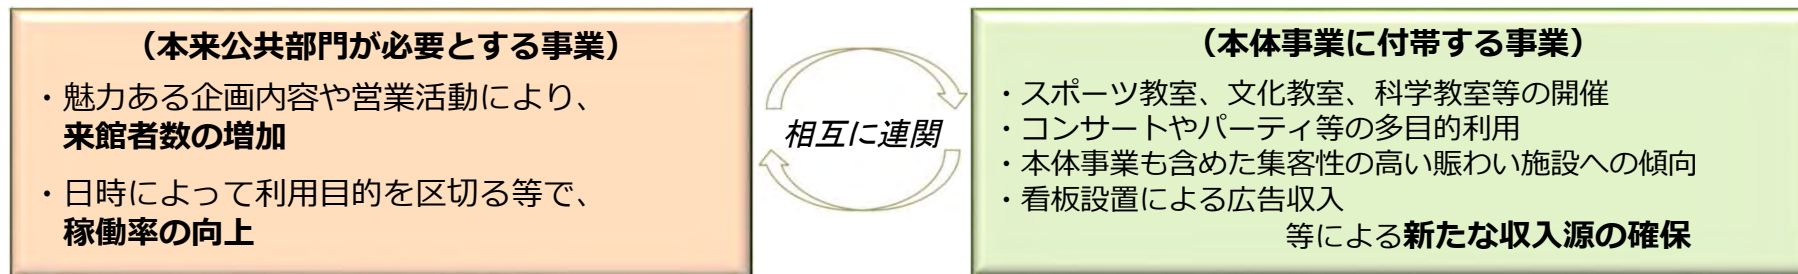 （本来公共部門が必要とする事業）
・魅力ある企画内容や営業活動により、
来館者数の増加
・日時によって利用目的を区切る等で、
稼働率の向上
相互に連関
（本体事業に付帯する事業）
・スポーツ教室、文化教室、科学教室等の開催
・コンサートやパーティ等の多目的利用
・本体事業も含めた集客性の高い賑わい施設への傾向
・看板設置による広告収入
等による新たな収入源の確保